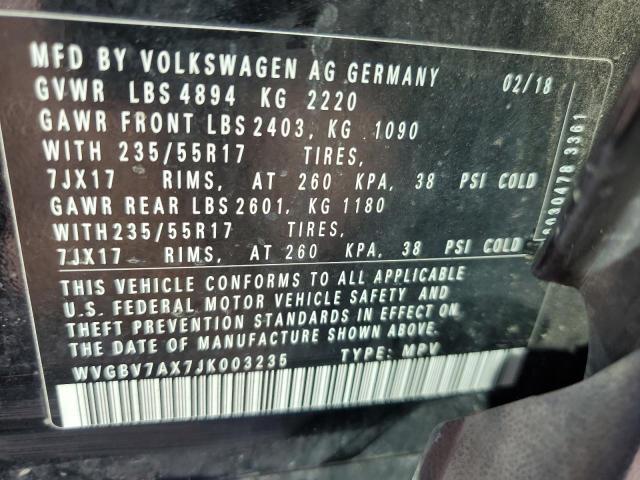 MFD BY VOLKSWAGEN AG GERMANY 02/18
GVWR LBS 4894 KG 2220
GAWR FRONT LBS 2403, KG 1090
WITH 235/55R17 TIRES,
7JX17 RIMS, AT 260 KPA, 38 PSI COLD
GAWR REAR LBS 2601, KG 1180
WITH 235/55R17 TIRES,
7JX17 RIMS, AT 260 KPA, 38 PSI COLD
THIS VEHICLE CONFORMS TO ALL APPLICABLE
U.S. FEDERAL MOTOR VEHICLE SAFETY AND
THEFT PREVENTION STANDARDS IN EFFECT ON
THE DATE OF MANUFACTURE SHOWN ABOVE.
WVGBV7AX7JK003235 TYPE: MPV
3361